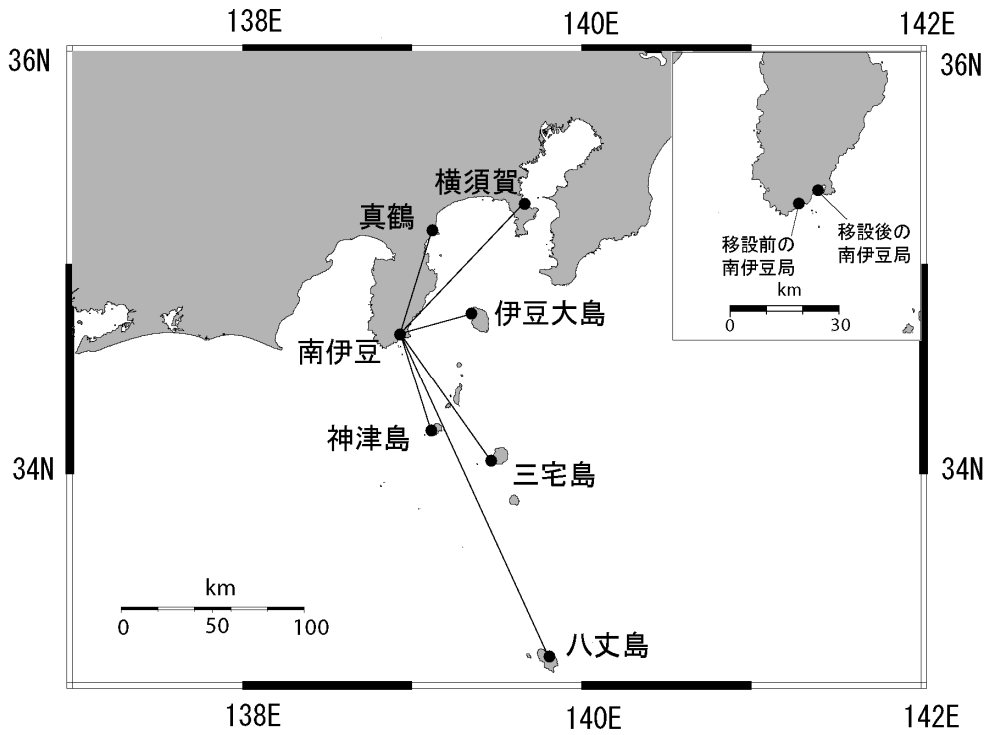 138E
140E
142E
36N
36N
横須賀
真鶴
移設前の
南伊豆局
移設後の
南伊豆局
km
0
30
伊豆大島
南伊豆
神津島
34N
34N
三宅島
km
0
50
100
八丈島
138E
140E
142E